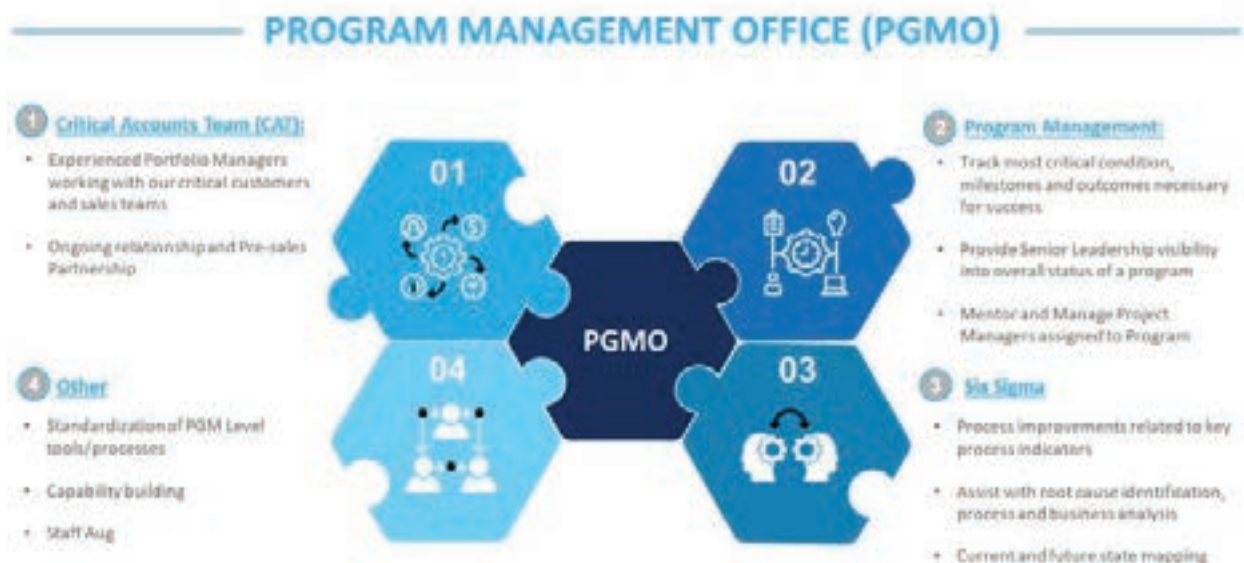 PROGRAM MANAGEMENT OFFICE (PGMO)
1 Critical Accounts Team (CAT):
• Experienced Portfolio Managers
working with our critical customers
and sales teams
• Ongoing relationship and Pre-sales
Partnership
2 Program Management:
• Track most critical condition,
milestones and outcomes necessary
for success
• Provide Senior Leadership visibility
into overall status of a program
• Mentor and Manage Project
Managers assigned to Program
01
02
PGMO
04
03
4 Other
• Standardization of PGM Level
tools/processes
• Capability building
• Staff Aug
3 Six Sigma
• Process improvements related to key
process indicators
• Assist with root cause identification,
process and business analysis
• Current and future state mapping